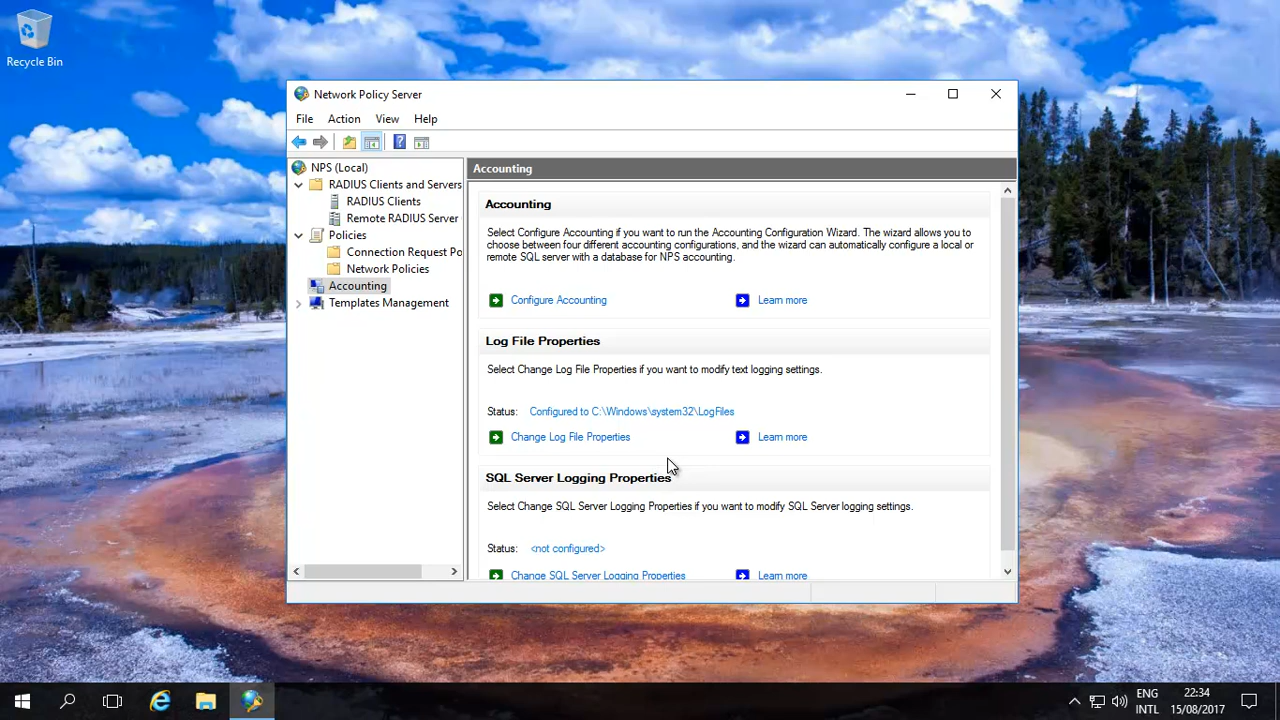 Recycle Bin
Network Policy Server
File Action View Help
NPS (Local)
RADIUS Clients and Servers
RADIUS Clients
Remote RADIUS Server
Policies
Connection Request Po
Network Policies
Accounting
Templates Management
Accounting
Accounting
Select Configure Accounting if you want to run the Accounting Configuration Wizard. The wizard allows you to
choose between four different accounting configurations, and the wizard can automatically configure a local or
remote SQL server with a database for NPS accounting.
Configure Accounting Learn more
Log File Properties
Select Change Log File Properties if you want to modify text logging settings.
Status: Configured to C:\Windows\system32\LogFiles
Change Log File Properties Learn more
SQL Server Logging Properties
Select Change SQL Server Logging Properties if you want to modify SQL Server logging settings.
Status: <not configured>
Change SQL Server Logging Properties Learn more
ENG 22:34
INTL 15/08/2017